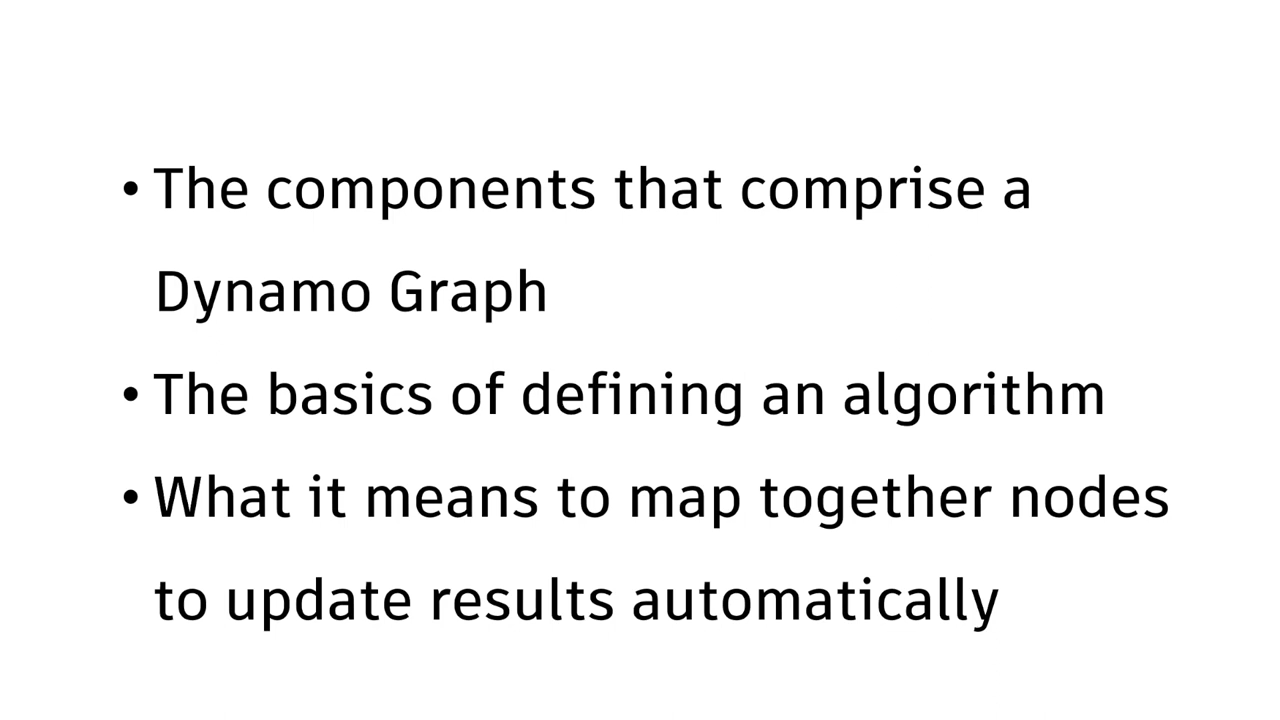 • The components that comprise a
Dynamo Graph
• The basics of defining an algorithm
• What it means to map together nodes
to update results automatically